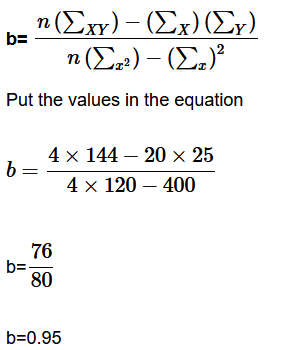 b= n(∑XY) − (∑X)(∑Y) / n(∑x²) − (∑x)²
Put the values in the equation
b = 4 × 144 − 20 × 25 / 4 × 120 − 400
b= 76 / 80
b=0.95